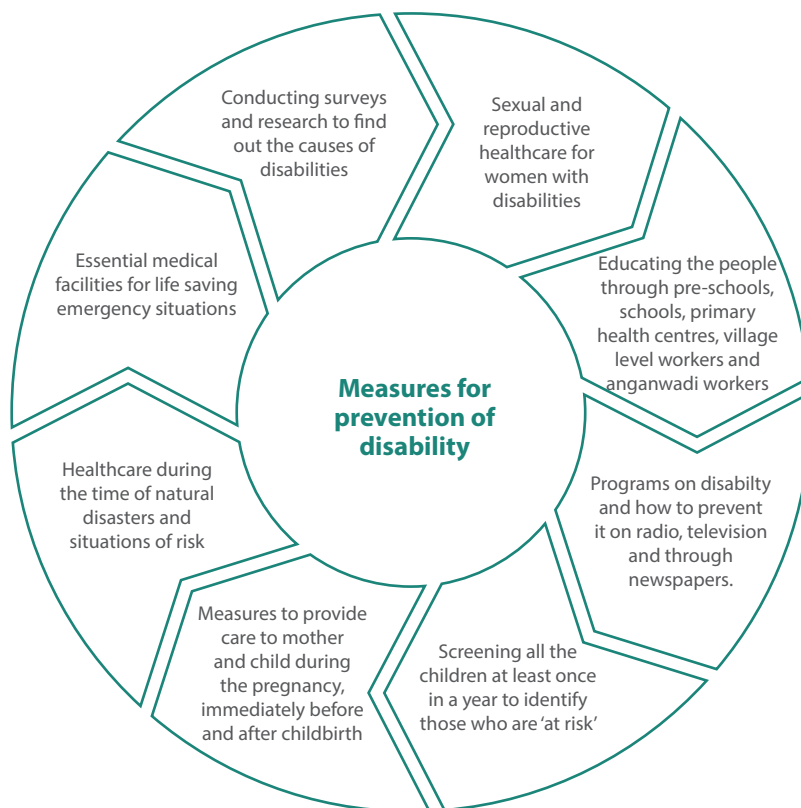 Conducting surveys
and research to find
out the causes of
disabilities
Sexual and
reproductive
healthcare for
women with
disabilities
Educating the people
through pre-schools,
schools, primary
health centres, village
level workers and
anganwadi workers
Programs on disabilty
and how to prevent
it on radio, television
and through
newspapers.
Screening all the
children at least once
in a year to identify
those who are ‘at risk’
Measures to provide
care to mother
and child during
the pregnancy,
immediately before
and after childbirth
Healthcare during
the time of natural
disasters and
situations of risk
Essential medical
facilities for life saving
emergency situations
Measures for
prevention of
disability